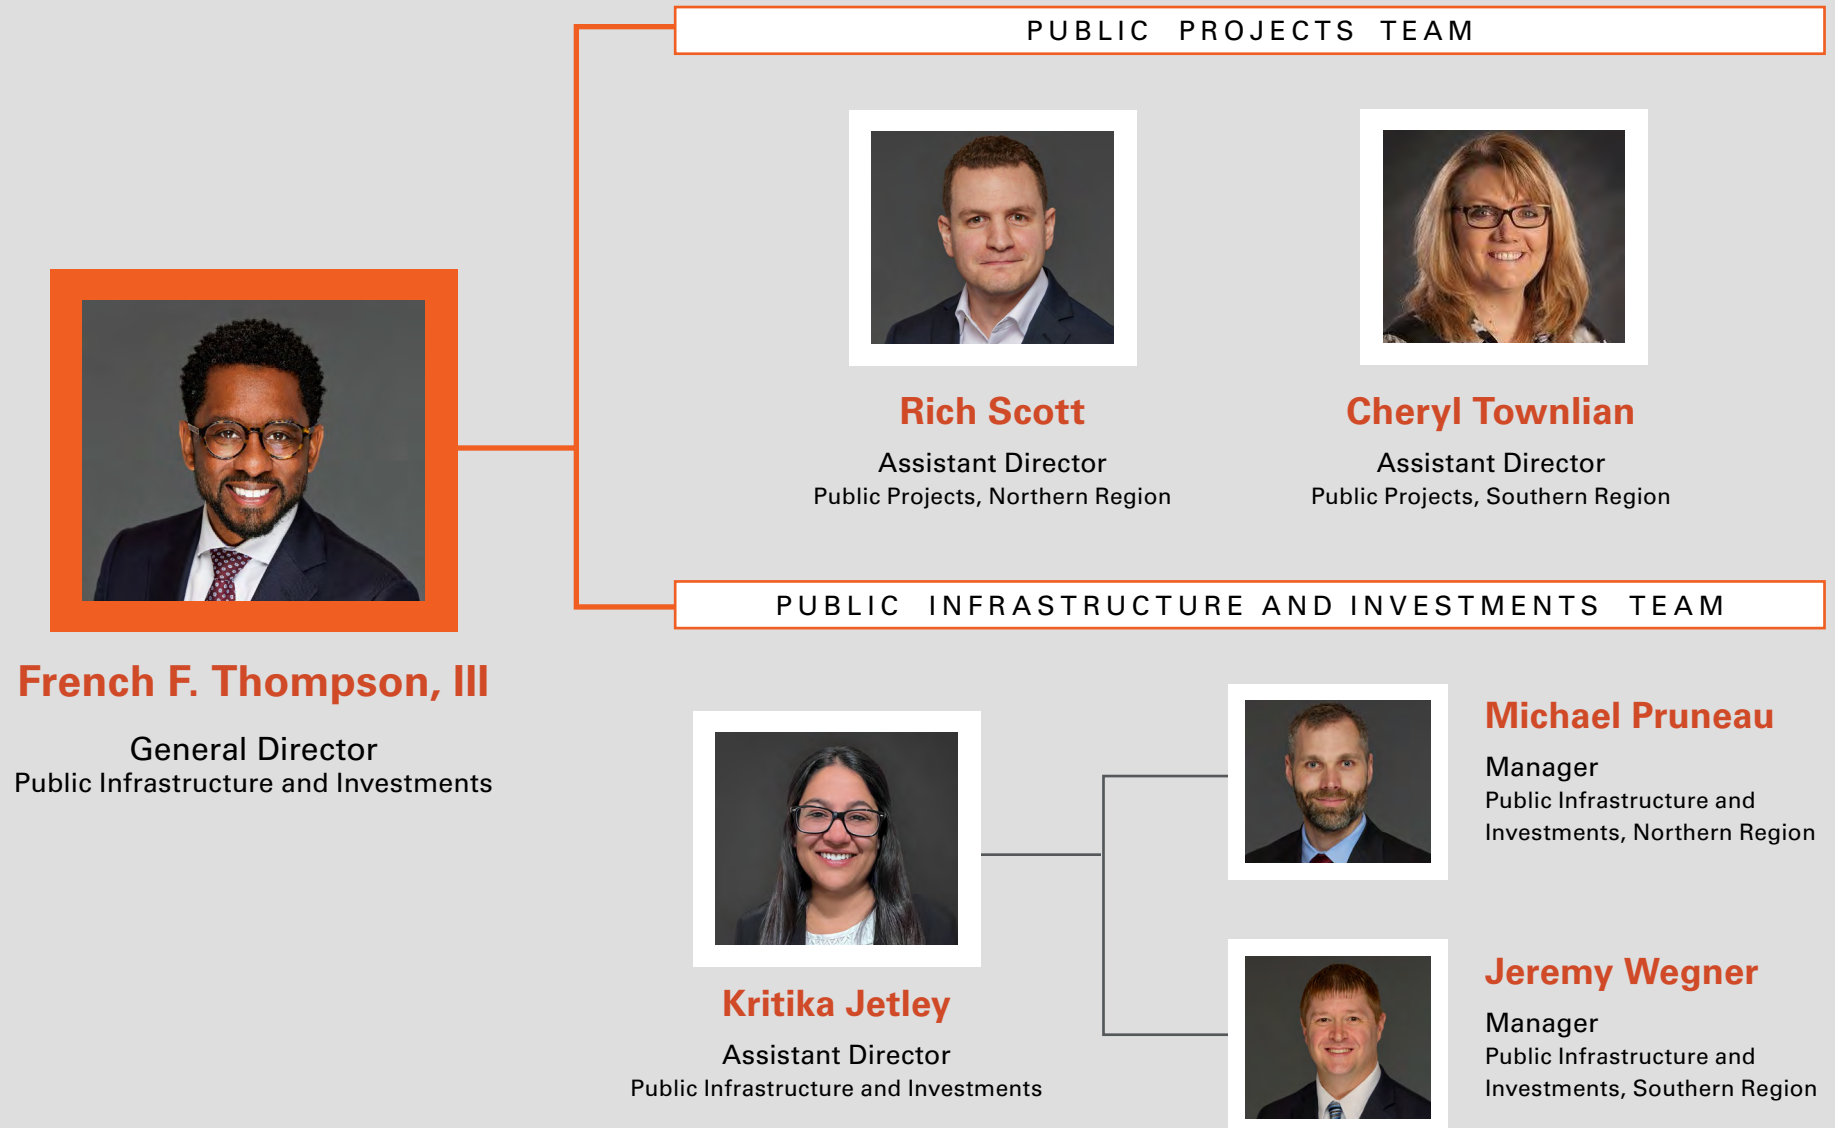 PUBLIC PROJECTS TEAM
Rich Scott
Assistant Director
Public Projects, Northern Region
Cheryl Townlian
Assistant Director
Public Projects, Southern Region
French F. Thompson, III
General Director
Public Infrastructure and Investments
PUBLIC INFRASTRUCTURE AND INVESTMENTS TEAM
Kritika Jetley
Assistant Director
Public Infrastructure and Investments
Michael Pruneau
Manager
Public Infrastructure and
Investments, Northern Region
Jeremy Wegner
Manager
Public Infrastructure and
Investments, Southern Region